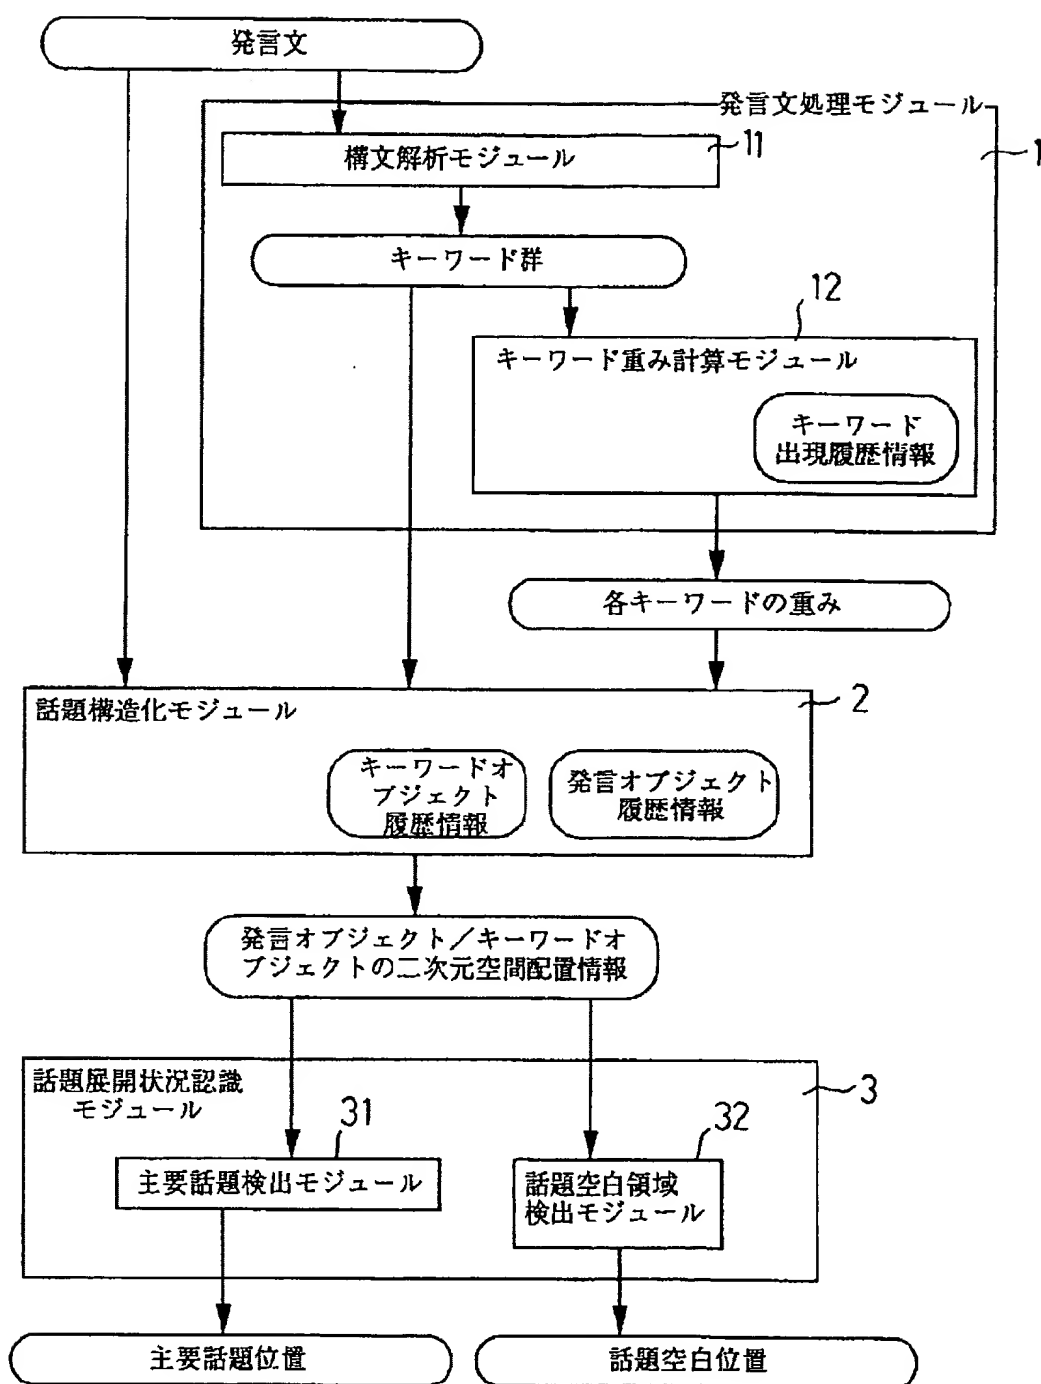 発言文
発言文処理モジュール
1
構文解析モジュール
11
キーワード群
12
キーワード重み計算モジュール
キーワード
出現履歴情報
各キーワードの重み
話題構造化モジュール
2
キーワードオ
ブジェクト
履歴情報
発言オブジェクト
履歴情報
発言オブジェクト／キーワードオ
ブジェクトの二次元空間配置情報
話題展開状況認識
モジュール
3
31
主要話題検出モジュール
32
話題空白領域
検出モジュール
主要話題位置
話題空白位置